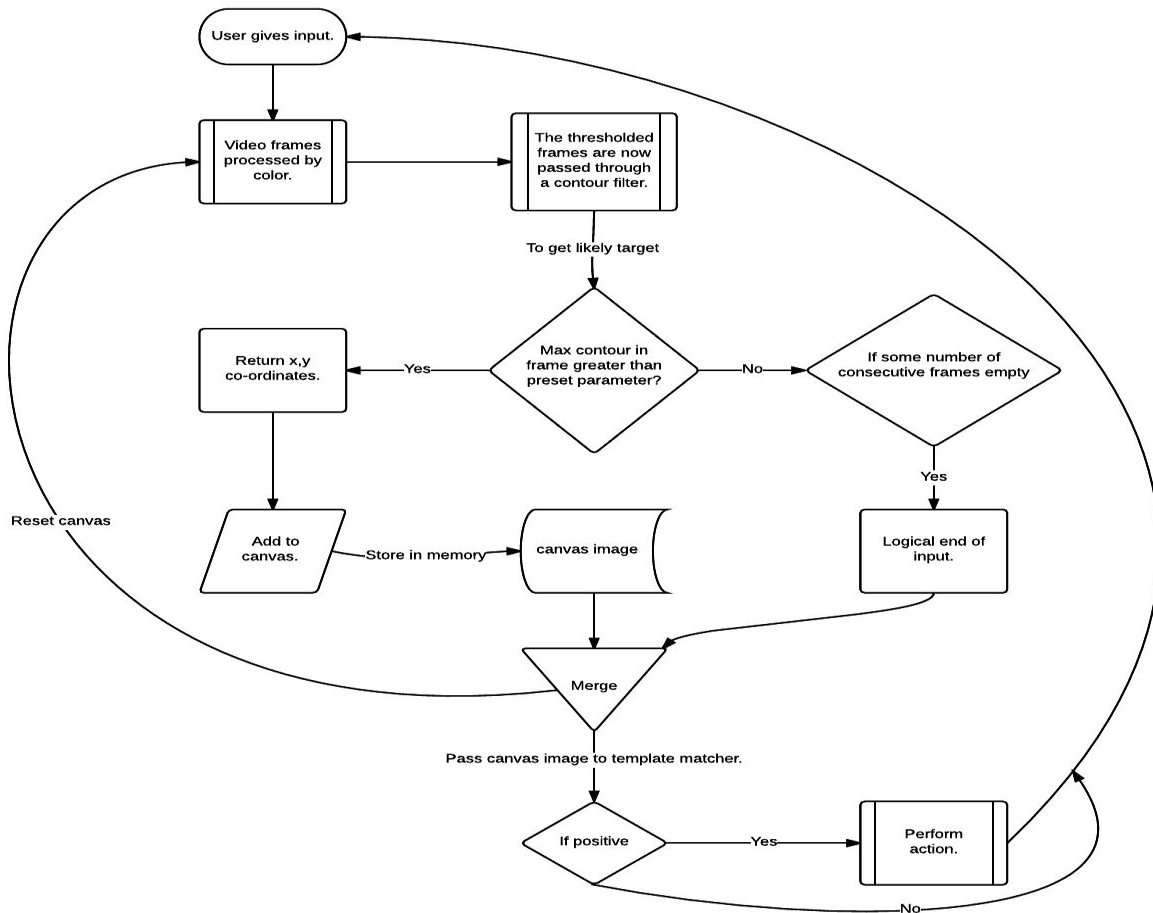 User gives input.
Video frames
processed by
color.
The thresholded
frames are now
passed through
a contour filter.
To get likely target
Return x,y
co-ordinates.
Yes
Max contour in
frame greater than
preset parameter?
No
If some number of
consecutive frames empty
Yes
Reset canvas
Add to
canvas.
Store in memory
canvas image
Logical end of
input.
Merge
Pass canvas image to template matcher.
If positive
Yes
Perform
action.
No